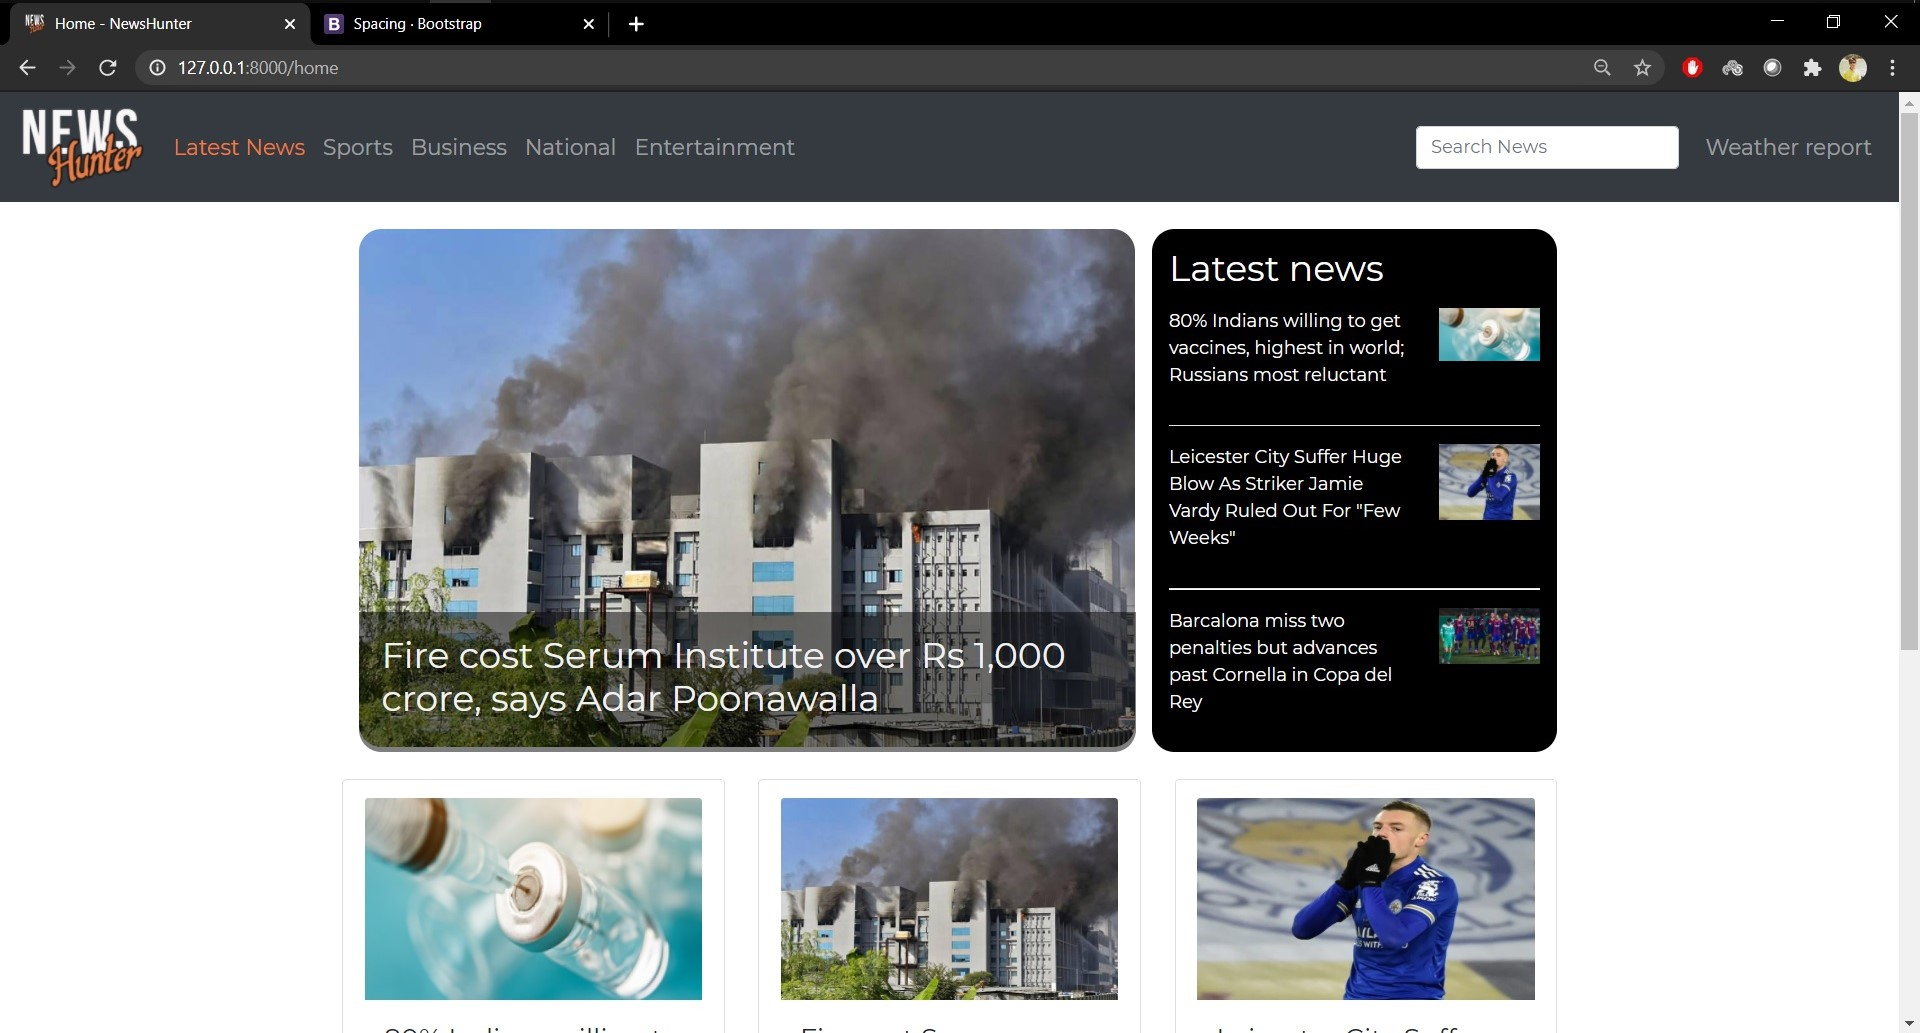 Home - NewsHunter
Spacing · Bootstrap
127.0.0.1:8000/home
NEWS
Hunter
Latest News
Sports
Business
National
Entertainment
Search News
Weather report
Fire cost Serum Institute over Rs 1,000
crore, says Adar Poonawalla
Latest news
80% Indians willing to get
vaccines, highest in world;
Russians most reluctant
Leicester City Suffer Huge
Blow As Striker Jamie
Vardy Ruled Out For "Few
Weeks"
Barcalona miss two
penalties but advances
past Cornella in Copa del
Rey